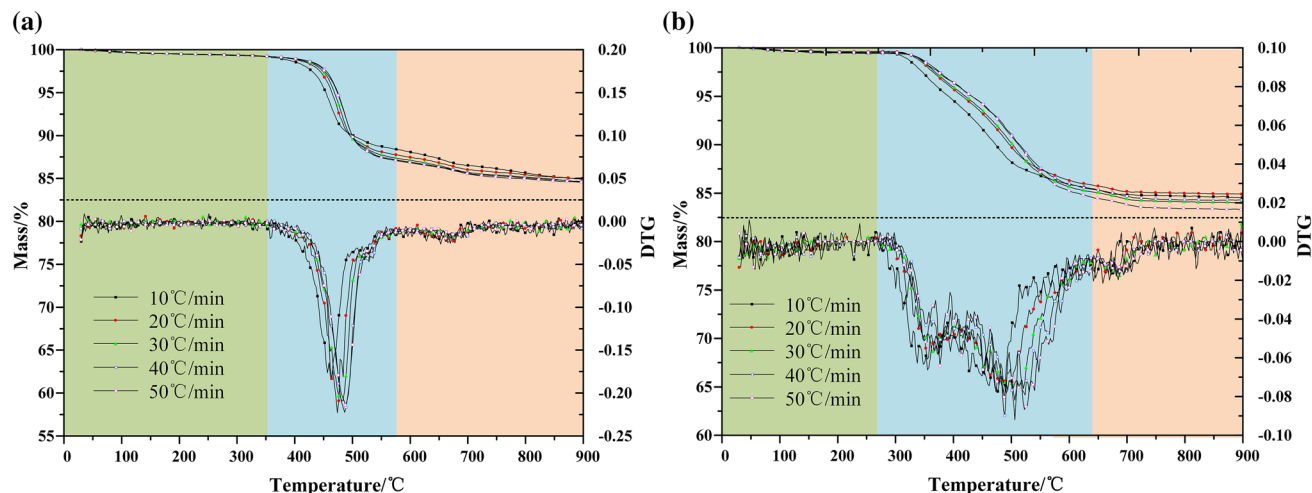 (a)
(b)
100
95
90
85
80
75
70
65
60
55
Mass/%
0.20
0.15
0.10
0.05
0.00
-0.05
-0.10
-0.15
-0.20
-0.25
DTG
10℃/min
20℃/min
30℃/min
40℃/min
50℃/min
0 100 200 300 400 500 600 700 800 900
Temperature/℃
100
95
90
85
80
75
70
65
60
Mass/%
0.10
0.08
0.06
0.04
0.02
0.00
-0.02
-0.04
-0.06
-0.08
-0.10
DTG
10℃/min
20℃/min
30℃/min
40℃/min
50℃/min
0 100 200 300 400 500 600 700 800 900
Temperature/℃